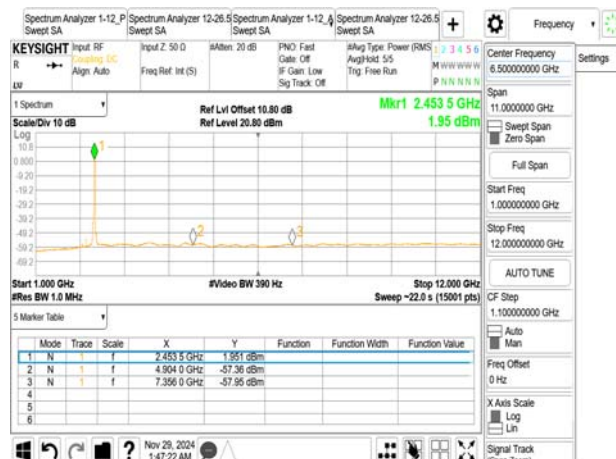 Spectrum Analyzer 1-12_P
Swept SA
Spectrum Analyzer 12-26.5
Swept SA
Spectrum Analyzer 1-12_A
Swept SA
Spectrum Analyzer 12-26.5
Swept SA
+
Frequency
Settings
KEYSIGHT
R
Input: RF
Coupling: DC
Align: Auto
Input Z: 50 Ω
Freq Ref: Int (S)
#Atten: 20 dB
PNO: Fast
Gate: Off
IF Gain: Low
Sig Track: Off
#Avg Type: Power (RMS
Avg|Hold: 5/5
Trig: Free Run
1 2 3 4 5 6
M W W W W W
P N N N N N
1 Spectrum
Scale/Div 10 dB
Ref Lvl Offset 10.80 dB
Ref Level 20.80 dBm
Mkr1 2.453 5 GHz
1.95 dBm
Log
10.8
0.800
-9.20
-19.2
-29.2
-39.2
-49.2
-59.2
-69.2
1
2
3
Start 1.000 GHz
#Res BW 1.0 MHz
#Video BW 390 Hz
Stop 12.000 GHz
Sweep ~22.0 s (15001 pts)
5 Marker Table
Mode Trace Scale X Y Function Function Width Function Value
1 N 1 f 2.453 5 GHz 1.951 dBm
2 N 1 f 4.904 0 GHz -57.36 dBm
3 N 1 f 7.356 0 GHz -57.95 dBm
4
5
6
Nov 29, 2024
1:47:22 AM
Center Frequency
6.500000000 GHz
Span
11.0000000 GHz
Swept Span
Zero Span
Full Span
Start Freq
1.000000000 GHz
Stop Freq
12.000000000 GHz
AUTO TUNE
CF Step
1.100000000 GHz
Auto
Man
Freq Offset
0 Hz
X Axis Scale
Log
Lin
Signal Track